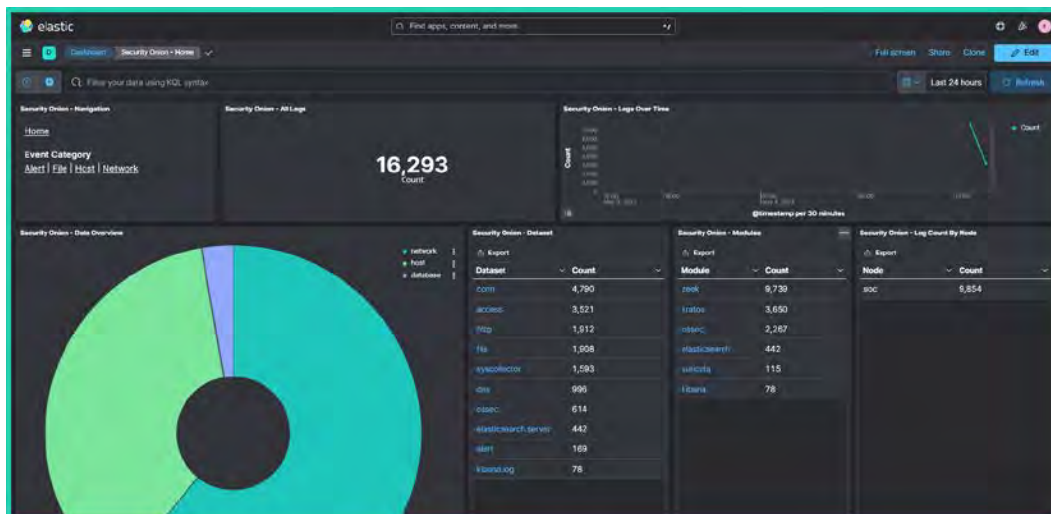 elastic
Find apps, content, and more.
D Dashboard Security Onion - Home
Full screen Share Clone Edit
Filter your data using KQL syntax
Last 24 hours Refresh
Security Onion - Navigation
Home
Event Category
Alert | File | Host | Network
Security Onion - All Logs
16,293
Count
Security Onion - Logs Over Time
Count
Count
@timestamp per 30 minutes
Security Onion - Data Overview
network
host
database
Security Onion - Dataset
Export
Dataset Count
conn 4,790
access 3,521
http 1,912
file 1,908
syscollector 1,593
dns 996
ossec 614
elasticsearch.server 442
alert 169
kibana.log 78
Security Onion - Modules
Export
Module Count
zeek 9,739
kratos 3,650
ossec 2,267
elasticsearch 442
suricata 115
kibana 78
Security Onion - Log Count By Node
Export
Node Count
soc 9,854